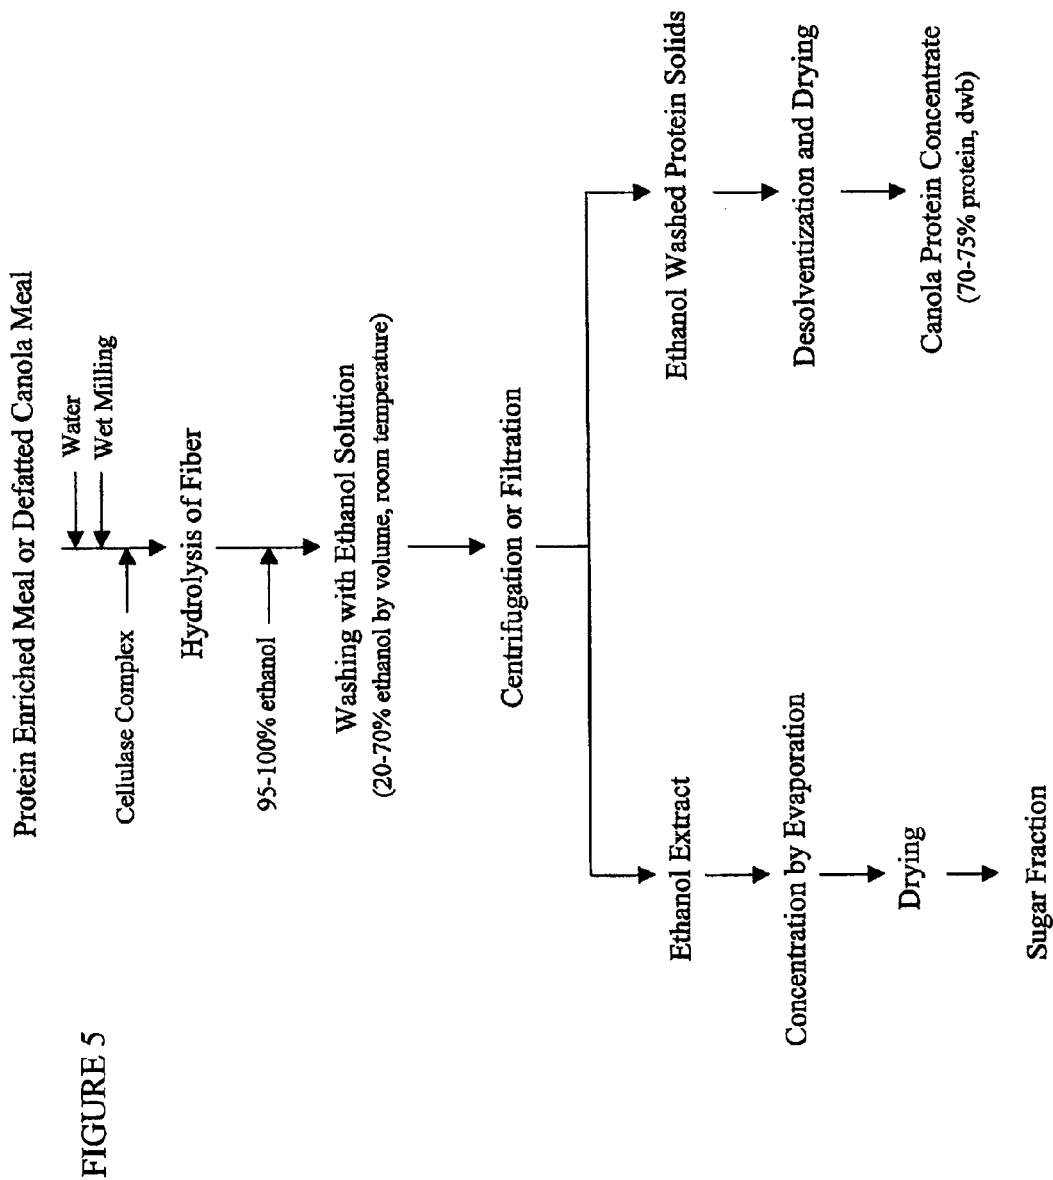 FIGURE 5
Protein Enriched Meal or Defatted Canola Meal
Water
Wet Milling
Cellulase Complex
Hydrolysis of Fiber
95-100% ethanol
Washing with Ethanol Solution
(20-70% ethanol by volume, room temperature)
Centrifugation or Filtration
Ethanol Extract
Concentration by Evaporation
Drying
Sugar Fraction
Ethanol Washed Protein Solids
Desolventization and Drying
Canola Protein Concentrate
(70-75% protein, dwb)